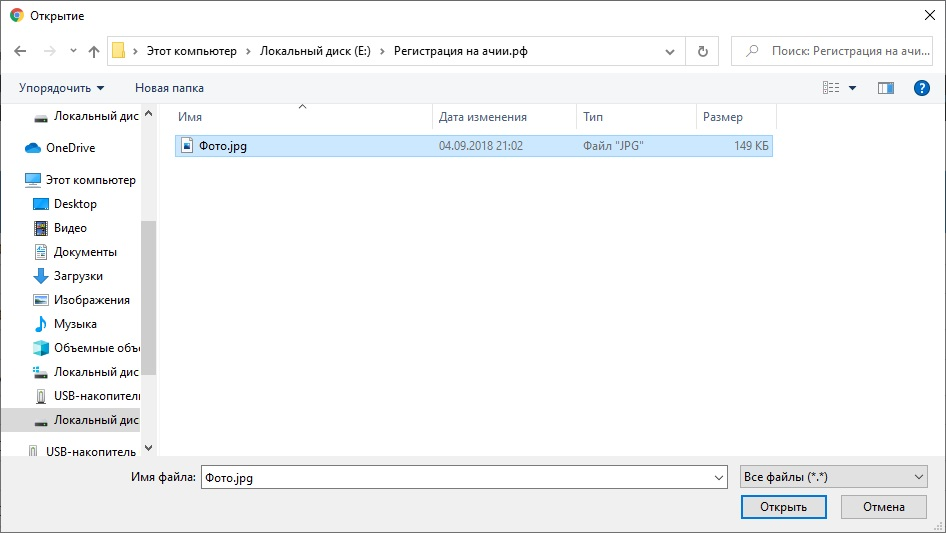 Открытие
Этот компьютер > Локальный диск (E:) > Регистрация на ачии.рф
Поиск: Регистрация на ачи...
Упорядочить
Новая папка
Имя Дата изменения Тип Размер
Фото.jpg 04.09.2018 21:02 Файл "JPG" 149 КБ
Локальный дис
OneDrive
Этот компьютер
Desktop
Видео
Документы
Загрузки
Изображения
Музыка
Объемные объ
Локальный дис
USB-накопител
Локальный дис
USB-накопитель
Имя файла: Фото.jpg
Все файлы (*.*)
Открыть Отмена